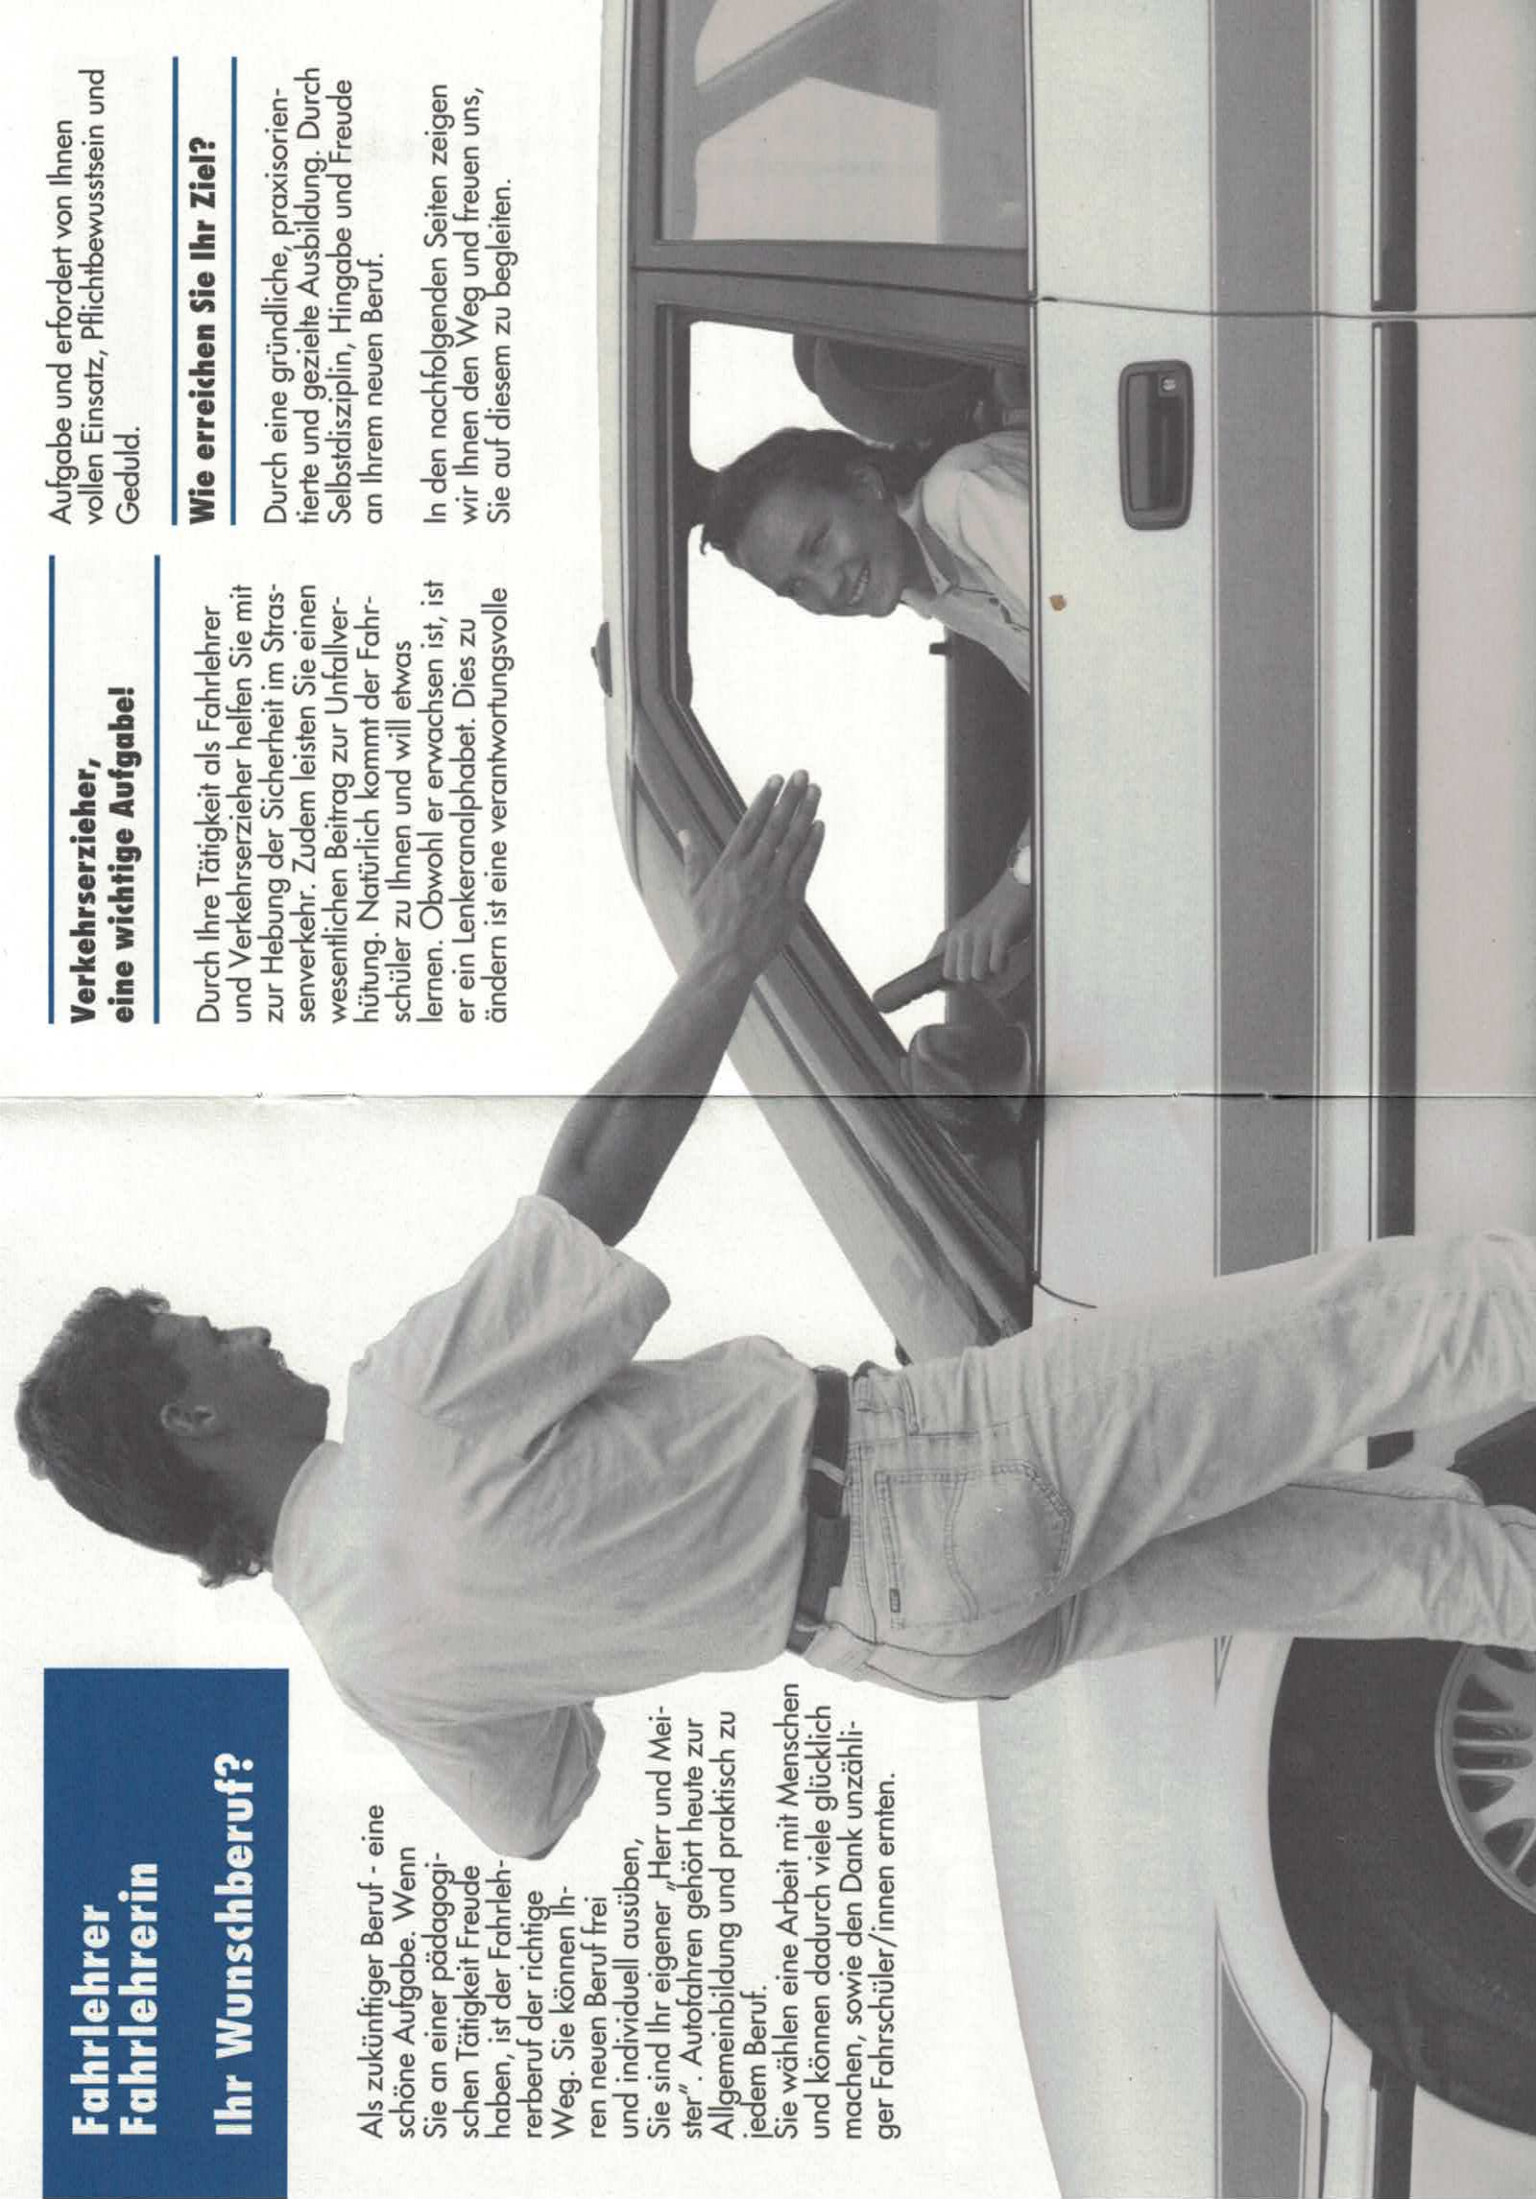 Fahrlehrer
Fahrlehrerin
Ihr Wunschberuf?
Als zukünftiger Beruf - eine
schöne Aufgabe. Wenn
Sie an einer pädagogi-
schen Tätigkeit Freude
haben, ist der Fahrleh-
rerberuf der richtige
Weg. Sie können Ih-
ren neuen Beruf frei
und individuell ausüben,
Sie sind Ihr eigener „Herr und Mei-
ster". Autofahren gehört heute zur
Allgemeinbildung und praktisch zu
jedem Beruf.
Sie wählen eine Arbeit mit Menschen
und können dadurch viele glücklich
machen, sowie den Dank unzähli-
ger Fahrschüler/innen ernten.
Verkehrserzieher,
eine wichtige Aufgabe!
Durch Ihre Tätigkeit als Fahrlehrer
und Verkehrserzieher helfen Sie mit
zur Hebung der Sicherheit im Stras-
senverkehr. Zudem leisten Sie einen
wesentlichen Beitrag zur Unfallver-
hütung. Natürlich kommt der Fahr-
schüler zu Ihnen und will etwas
lernen. Obwohl er erwachsen ist, ist
er ein Lenkeranalphabet. Dies zu
ändern ist eine verantwortungsvolle
Aufgabe und erfordert von Ihnen
vollen Einsatz, Pflichtbewusstsein und
Geduld.
Wie erreichen Sie Ihr Ziel?
Durch eine gründliche, praxisorien-
tierte und gezielte Ausbildung. Durch
Selbstdisziplin, Hingabe und Freude
an Ihrem neuen Beruf.
In den nachfolgenden Seiten zeigen
wir Ihnen den Weg und freuen uns,
Sie auf diesem zu begleiten.